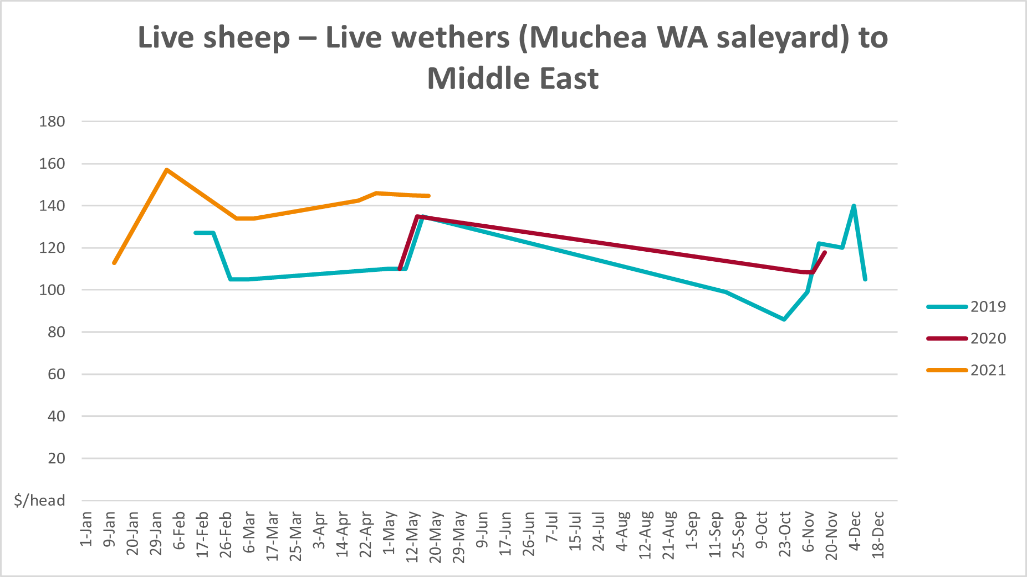 Live sheep – Live wethers (Muchea WA saleyard) to
Middle East
180
160
140
120
100
80
60
40
20
$/head
1-Jan
9-Jan
20-Jan
29-Jan
6-Feb
17-Feb
26-Feb
6-Mar
17-Mar
25-Mar
3-Apr
14-Apr
22-Apr
1-May
12-May
20-May
29-May
9-Jun
17-Jun
26-Jun
7-Jul
15-Jul
24-Jul
4-Aug
12-Aug
21-Aug
1-Sep
11-Sep
25-Sep
9-Oct
23-Oct
6-Nov
20-Nov
4-Dec
18-Dec
2019
2020
2021